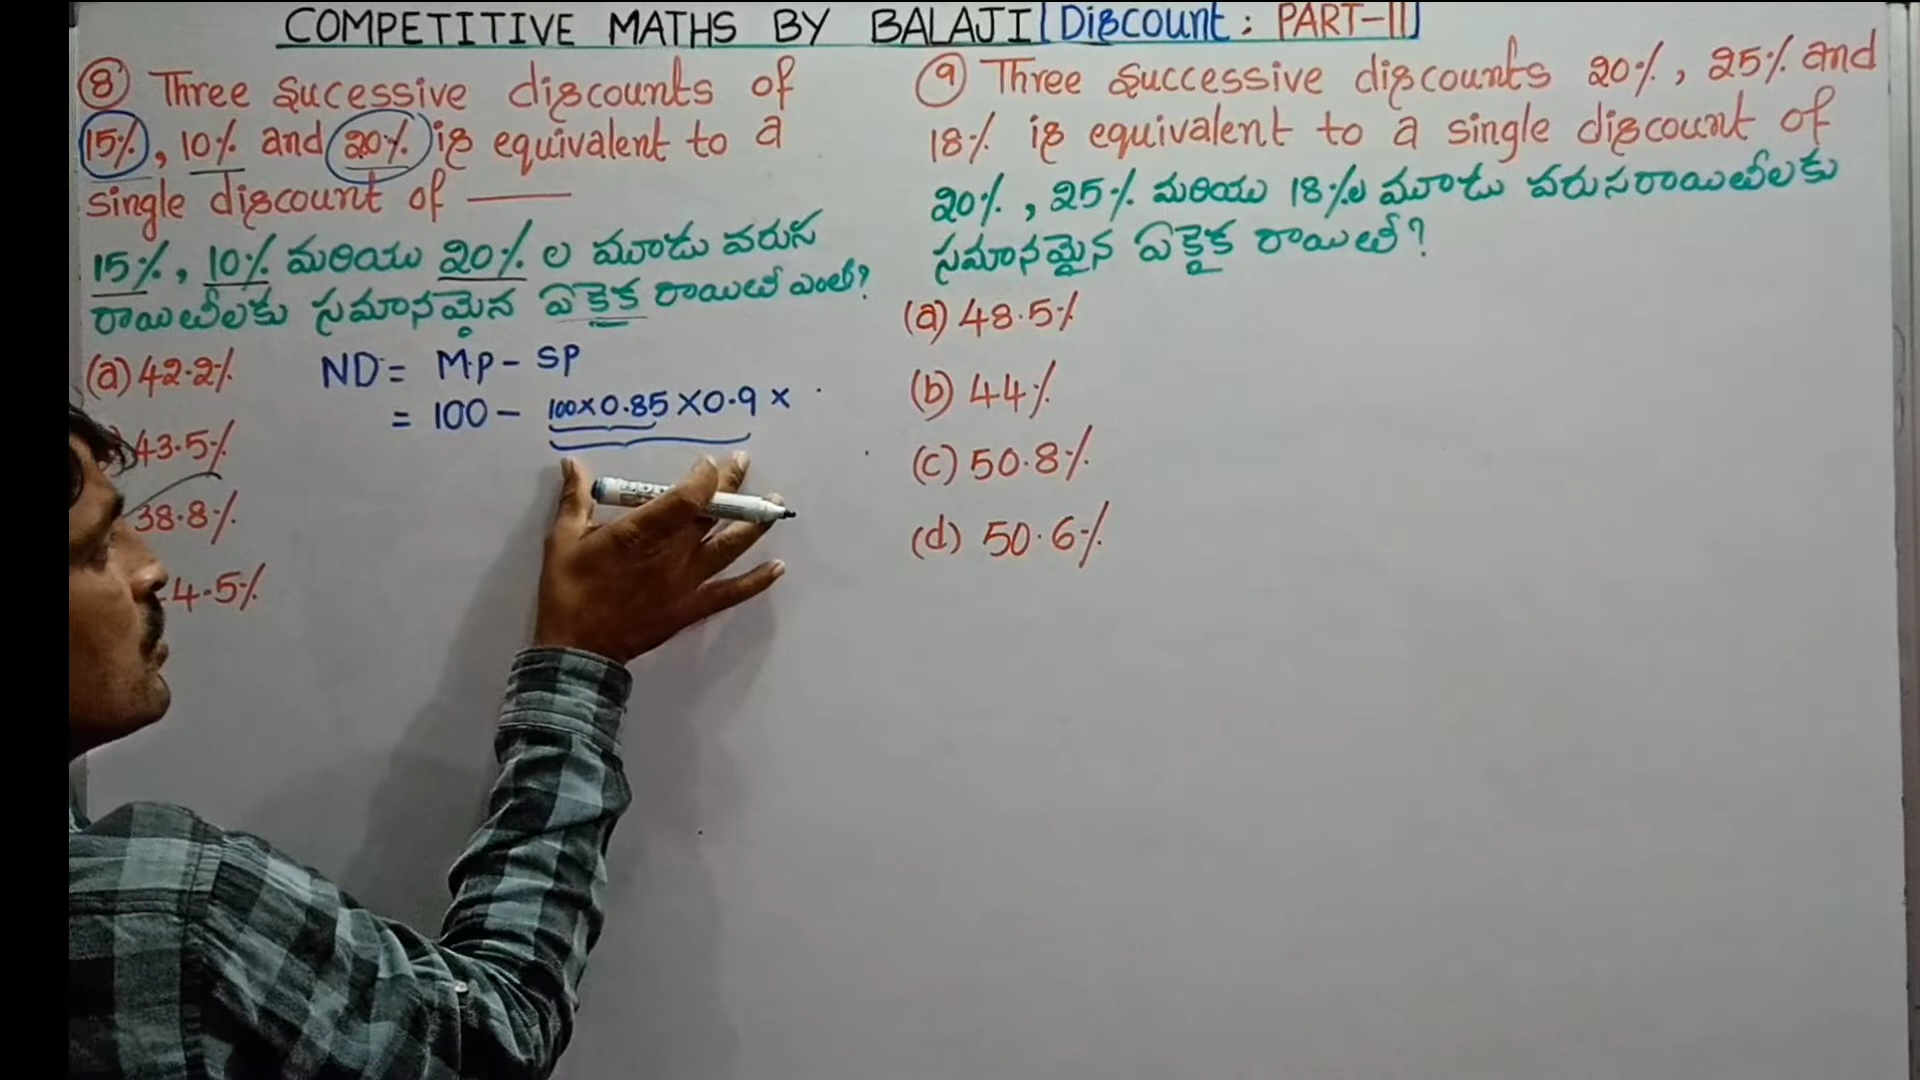 COMPETITIVE MATHS BY BALAJI [Discount : PART-II]
⑧ Three sucessive discounts of
15%, 10% and 20% is equivalent to a
single discount of ———
15%, 10% మరియు 20% ల మూడు వరుస
రాయితీలకు సమానమైన ఏకైక రాయితీ ఎంత?
(a) 42.2%
43.5%
38.8%
4.5%
ND = M.P - SP
= 100 - 100 × 0.85 × 0.9 ×
⑨ Three successive discounts 20%, 25% and
18% is equivalent to a single discount of
20%, 25% మరియు 18%ల మూడు వరుసరాయితీలకు
సమానమైన ఏకైక రాయితీ?
(a) 48.5%
(b) 44%
(c) 50.8%
(d) 50.6%